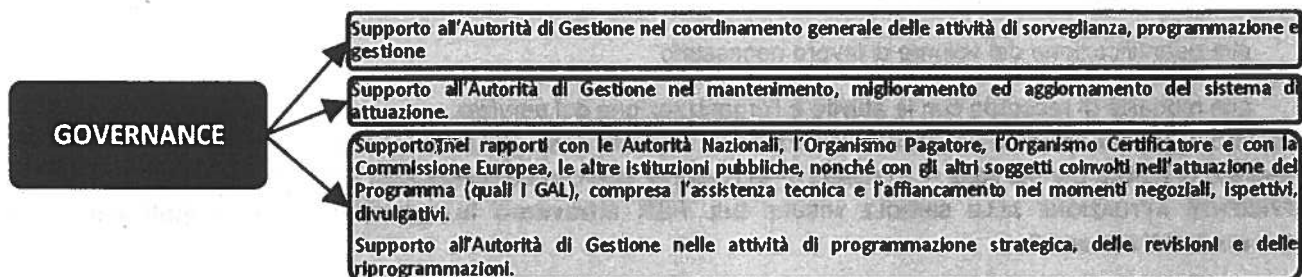 GOVERNANCE
Supporto all'Autorità di Gestione nel coordinamento generale delle attività di sorveglianza, programmazione e
gestione
Supporto all'Autorità di Gestione nel mantenimento, miglioramento ed aggiornamento del sistema di
attuazione.
Supporto nei rapporti con le Autorità Nazionali, l'Organismo Pagatore, l'Organismo Certificatore e con la
Commissione Europea, le altre istituzioni pubbliche, nonché con gli altri soggetti coinvolti nell'attuazione del
Programma (quali i GAL), compresa l'assistenza tecnica e l'affiancamento nei momenti negoziali, ispettivi,
divulgativi.
Supporto all'Autorità di Gestione nelle attività di programmazione strategica, delle revisioni e delle
riprogrammazioni.